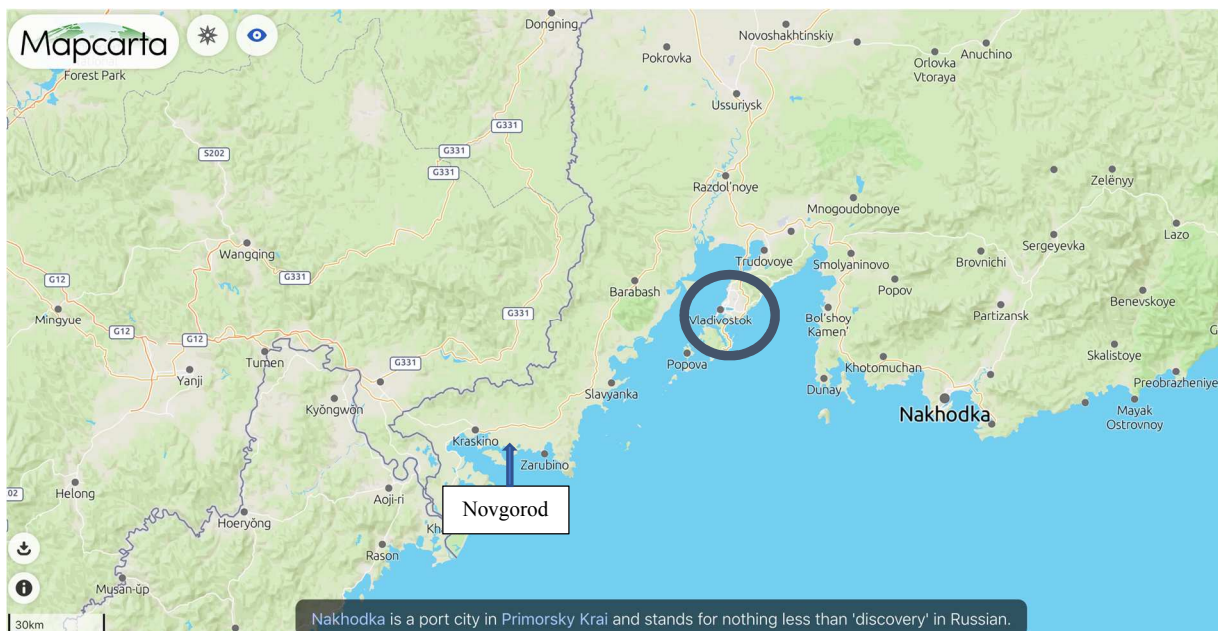 Mapcarta
Forest Park
Dongning
Pokrovka
Novoshakhtinskiy
Orlovka
Vtoraya
Anuchino
Ussuriysk
G331
S202
G331
G331
Razdol'noye
Zelënyy
Mnogoudobnoye
Lazo
Wangqing
Sergeyevka
Trudovoye
Smolyaninovo
Brovnichi
G12
G331
Barabash
Popov
Benevskoye
Mingyue
G331
Vladivostok
Bol'shoy
Kamen'
Partizansk
G12
G12
G
Tumen
G331
Popova
Khotomuchan
Skalistoye
Yanji
Slavyanka
Dunay
Preobrazheniye
Kyŏngwŏn
Nakhodka
Mayak
Ostrovnoy
Kraskino
Zarubino
02
Helong
Aoji-ri
Novgorod
Hoeryŏng
Kh
Rason
Musan-ŭp
30km
Nakhodka is a port city in Primorsky Krai and stands for nothing less than 'discovery' in Russian.